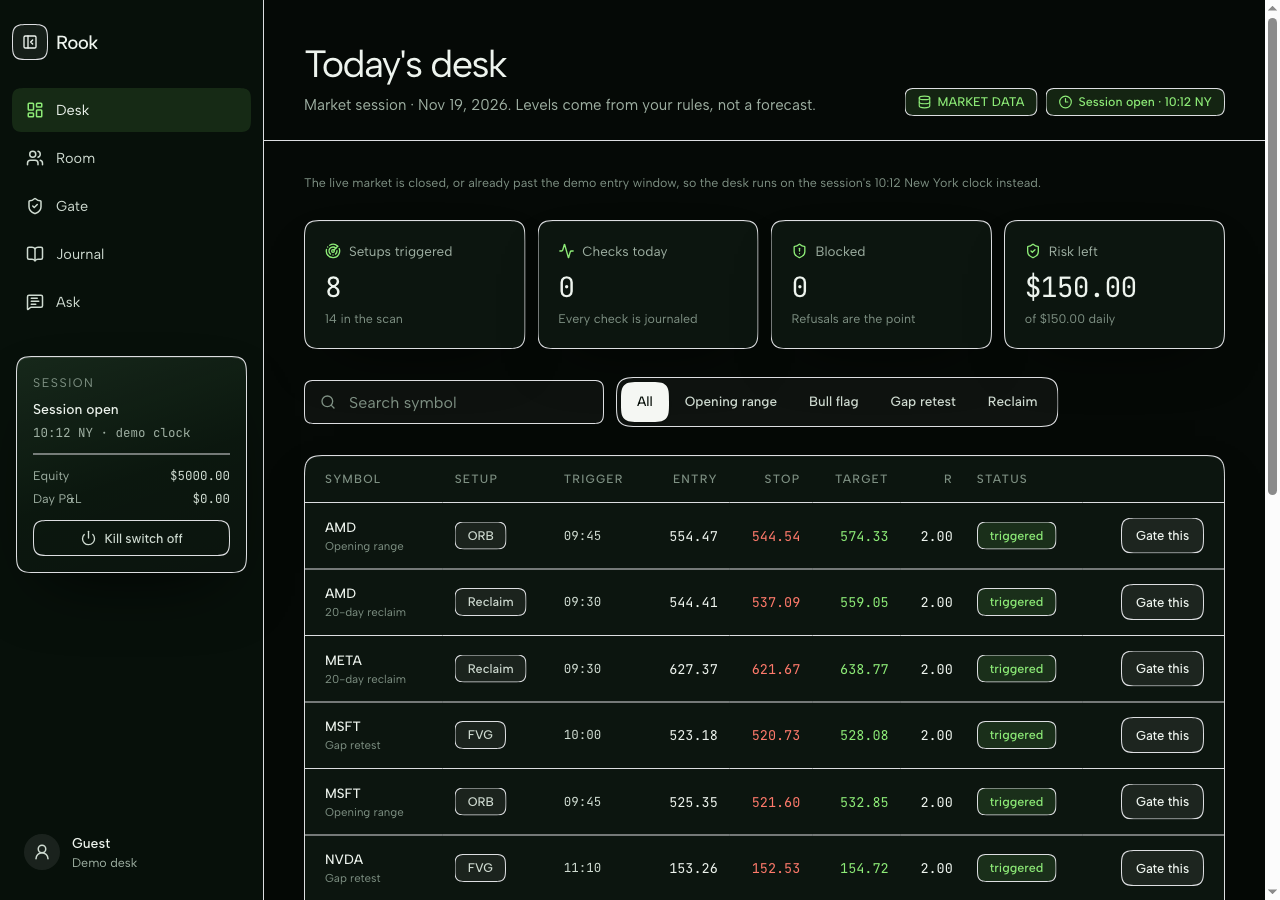 Rook
Desk
Room
Gate
Journal
Ask
SESSION
Session open
10:12 NY · demo clock
Equity $5000.00
Day P&L $0.00
Kill switch off
Guest
Demo desk
Today's desk
Market session · Nov 19, 2026. Levels come from your rules, not a forecast.
MARKET DATA
Session open · 10:12 NY
The live market is closed, or already past the demo entry window, so the desk runs on the session's 10:12 New York clock instead.
Setups triggered
8
14 in the scan
Checks today
0
Every check is journaled
Blocked
0
Refusals are the point
Risk left
$150.00
of $150.00 daily
Search symbol
All Opening range Bull flag Gap retest Reclaim
SYMBOL SETUP TRIGGER ENTRY STOP TARGET R STATUS
AMD
Opening range
ORB 09:45 554.47 544.54 574.33 2.00 triggered Gate this
AMD
20-day reclaim
Reclaim 09:30 544.41 537.09 559.05 2.00 triggered Gate this
META
20-day reclaim
Reclaim 09:30 627.37 621.67 638.77 2.00 triggered Gate this
MSFT
Gap retest
FVG 10:00 523.18 520.73 528.08 2.00 triggered Gate this
MSFT
Opening range
ORB 09:45 525.35 521.60 532.85 2.00 triggered Gate this
NVDA
Gap retest
FVG 11:10 153.26 152.53 154.72 2.00 triggered Gate this